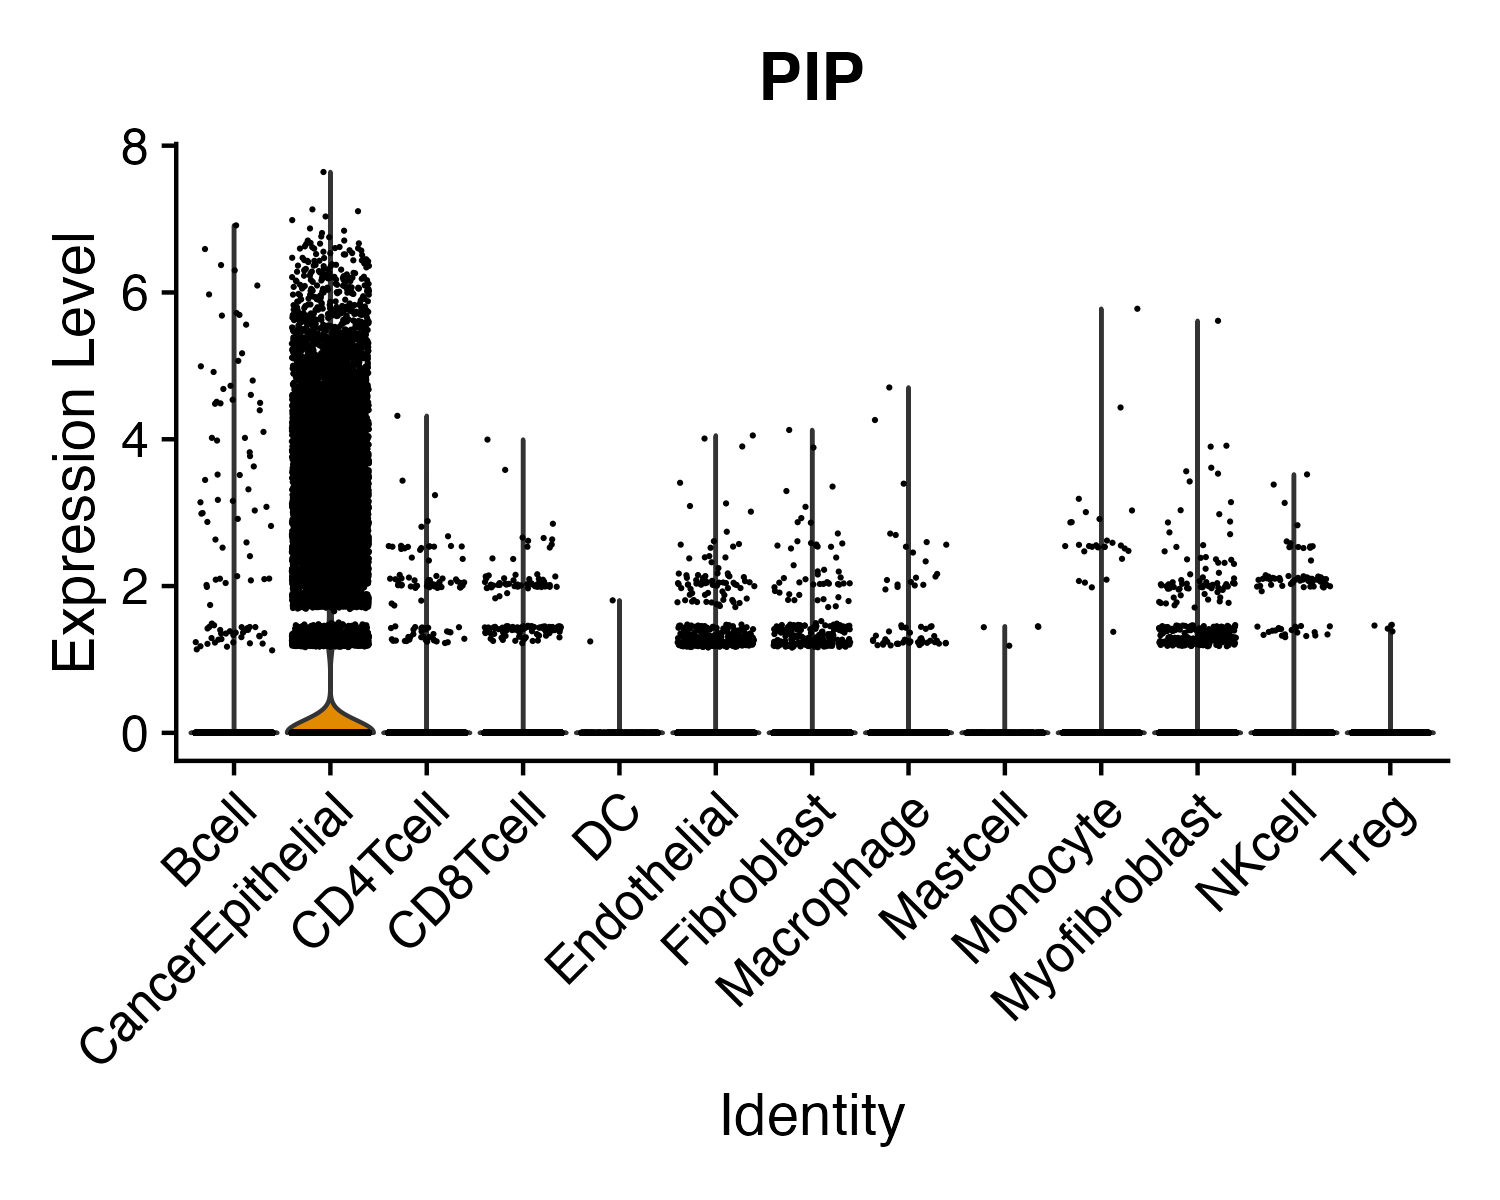 PIP
Expression Level
8
6
4
2
0
Bcell
CancerEpithelial
CD4Tcell
CD8Tcell
DC
Endothelial
Fibroblast
Macrophage
Mastcell
Monocyte
Myofibroblast
NKcell
Treg
Identity